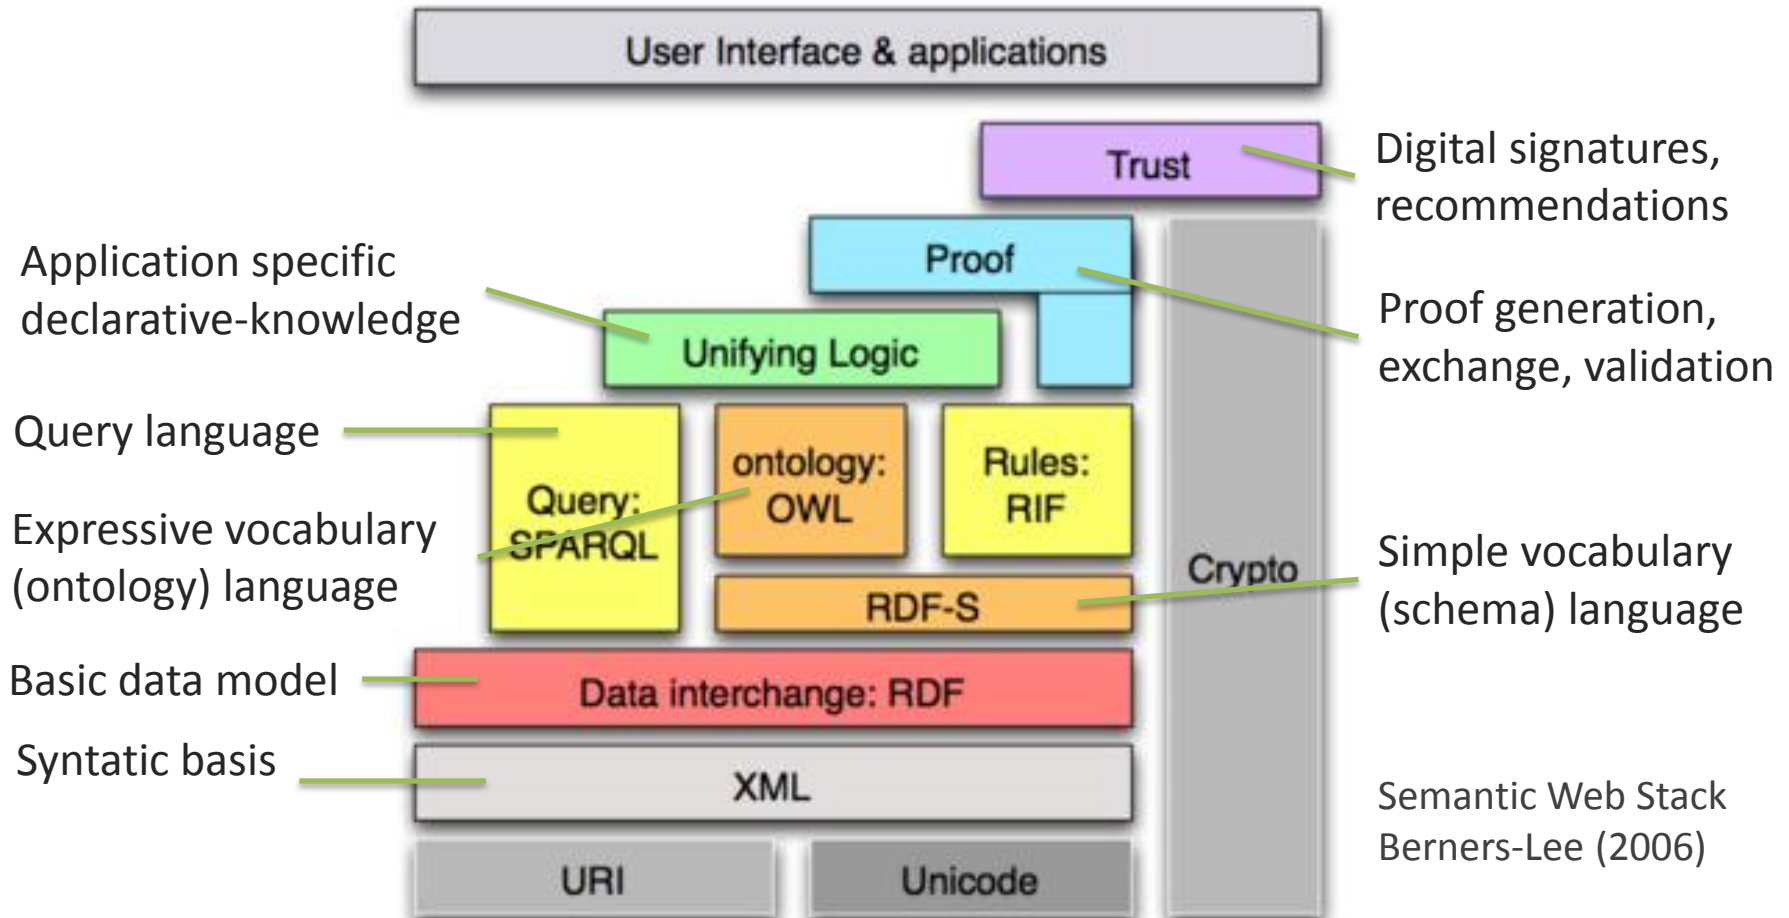 User Interface & applications
Trust
Digital signatures,
recommendations
Application specific
declarative-knowledge
Proof
Proof generation,
exchange, validation
Unifying Logic
Query language
Query:
SPARQL
ontology:
OWL
Rules:
RIF
Expressive vocabulary
(ontology) language
Crypto
Simple vocabulary
(schema) language
RDF-S
Basic data model
Data interchange: RDF
Syntatic basis
XML
Semantic Web Stack
Berners-Lee (2006)
URI
Unicode